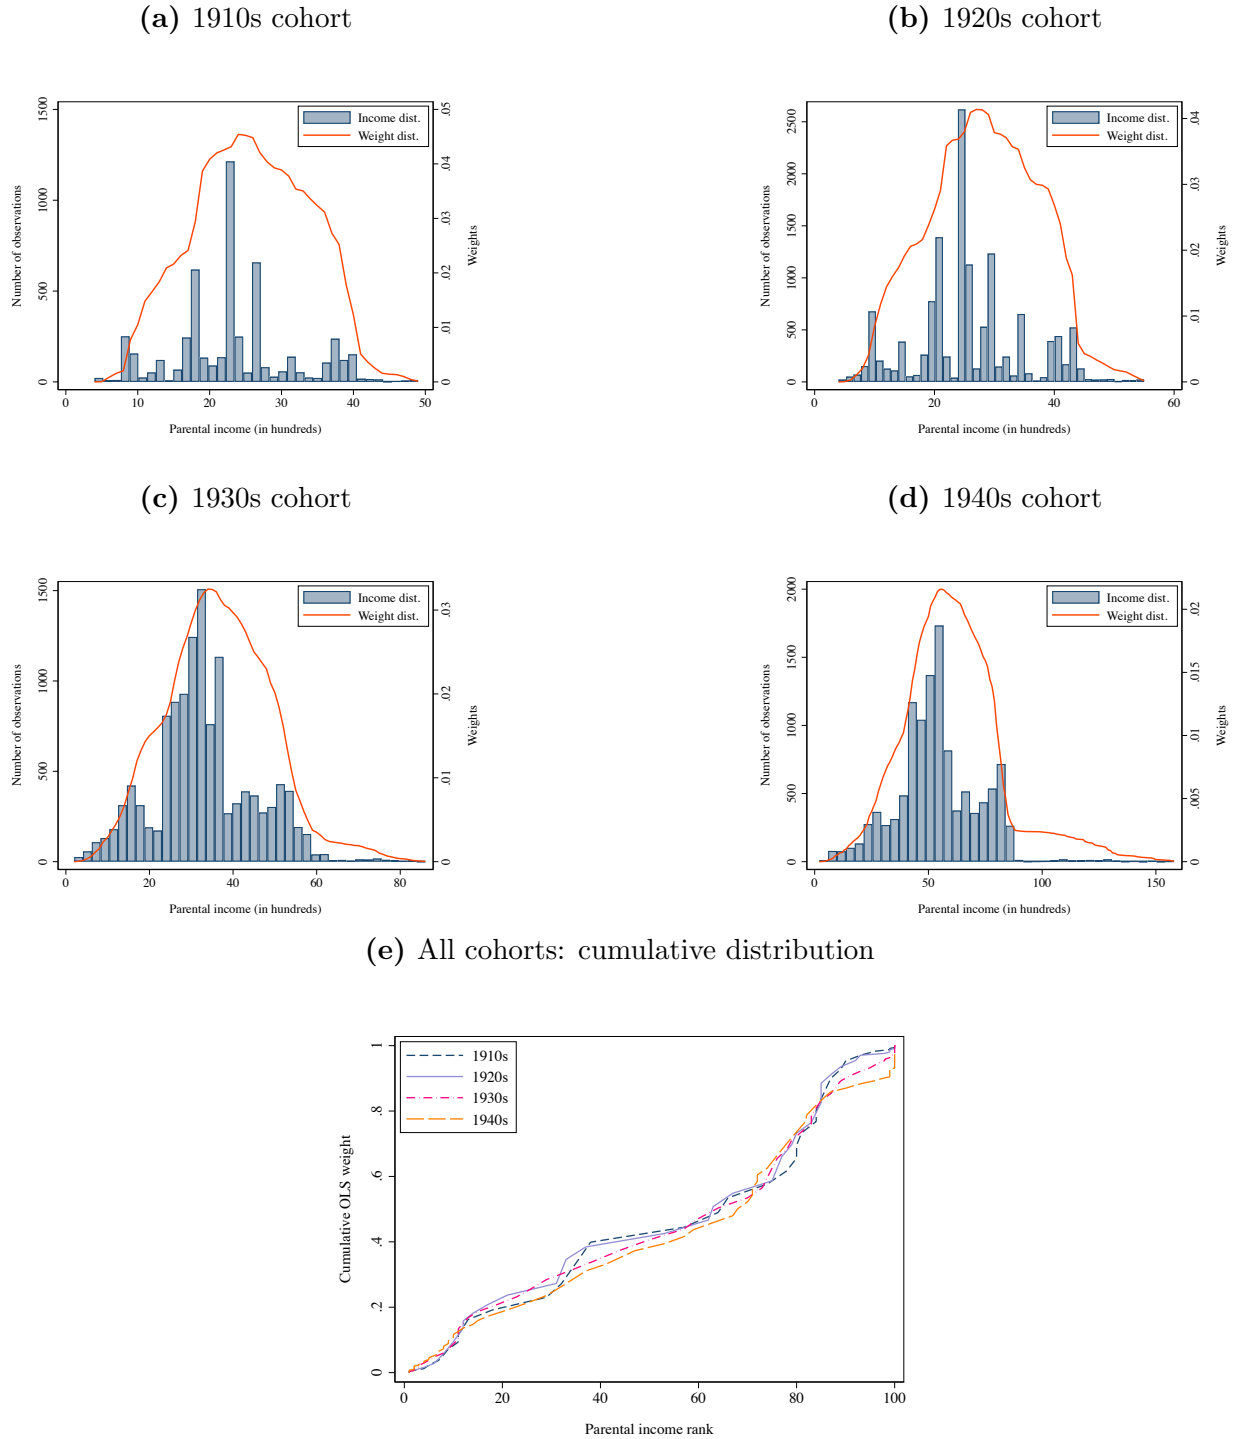 (a) 1910s cohort
Number of observations
0 500 1000 1500
Income dist.
Weight dist.
0 .01 .02 .03 .04 .05
Weights
0 10 20 30 40 50
Parental income (in hundreds)
(b) 1920s cohort
Number of observations
0 500 1000 1500 2000 2500
Income dist.
Weight dist.
0 .01 .02 .03 .04
Weights
0 20 40 60
Parental income (in hundreds)
(c) 1930s cohort
Number of observations
0 500 1000 1500
Income dist.
Weight dist.
0 .01 .02 .03
Weights
0 20 40 60 80
Parental income (in hundreds)
(d) 1940s cohort
Number of observations
0 500 1000 1500 2000
Income dist.
Weight dist.
0 .005 .01 .015 .02
Weights
0 50 100 150
Parental income (in hundreds)
(e) All cohorts: cumulative distribution
Cumulative OLS weight
0 .2 .4 .6 .8 1
1910s
1920s
1930s
1940s
0 20 40 60 80 100
Parental income rank